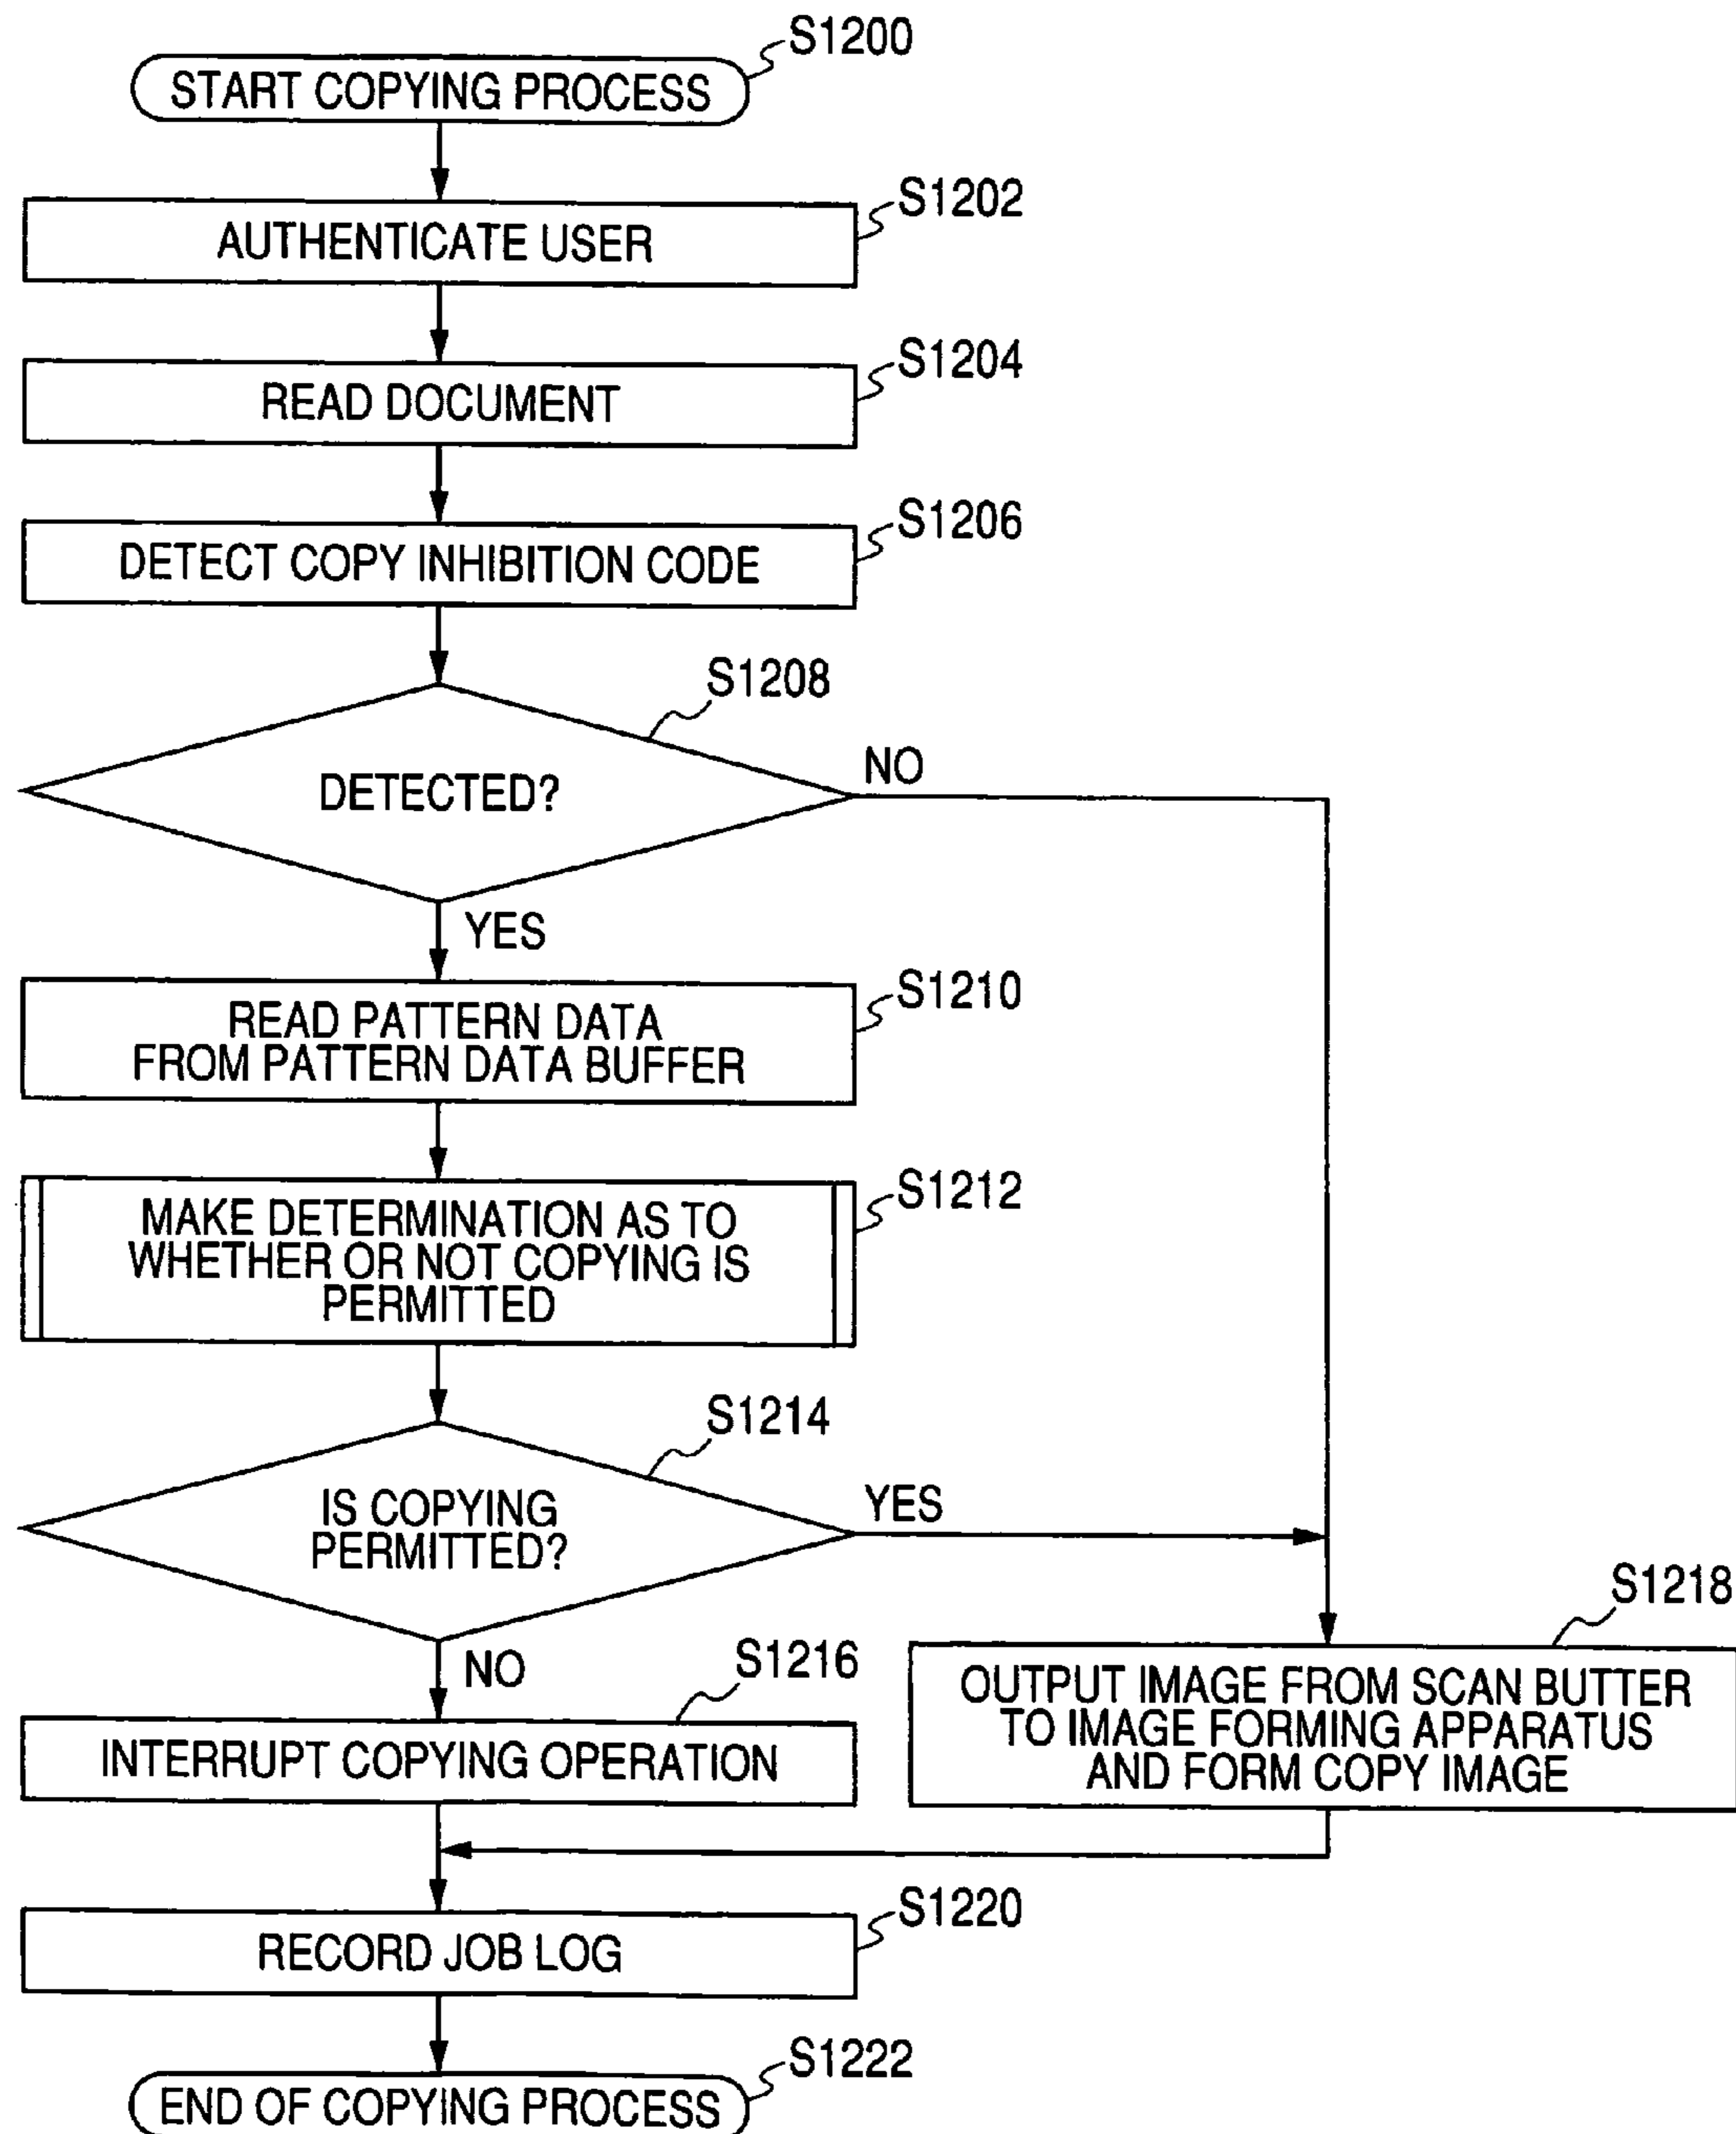 S1200
START COPYING PROCESS
S1202
AUTHENTICATE USER
S1204
READ DOCUMENT
S1206
DETECT COPY INHIBITION CODE
S1208
DETECTED?
NO
YES
S1210
READ PATTERN DATA
FROM PATTERN DATA BUFFER
S1212
MAKE DETERMINATION AS TO
WHETHER OR NOT COPYING IS
PERMITTED
S1214
IS COPYING
PERMITTED?
YES
NO
S1216
INTERRUPT COPYING OPERATION
S1218
OUTPUT IMAGE FROM SCAN BUTTER
TO IMAGE FORMING APPARATUS
AND FORM COPY IMAGE
S1220
RECORD JOB LOG
S1222
END OF COPYING PROCESS